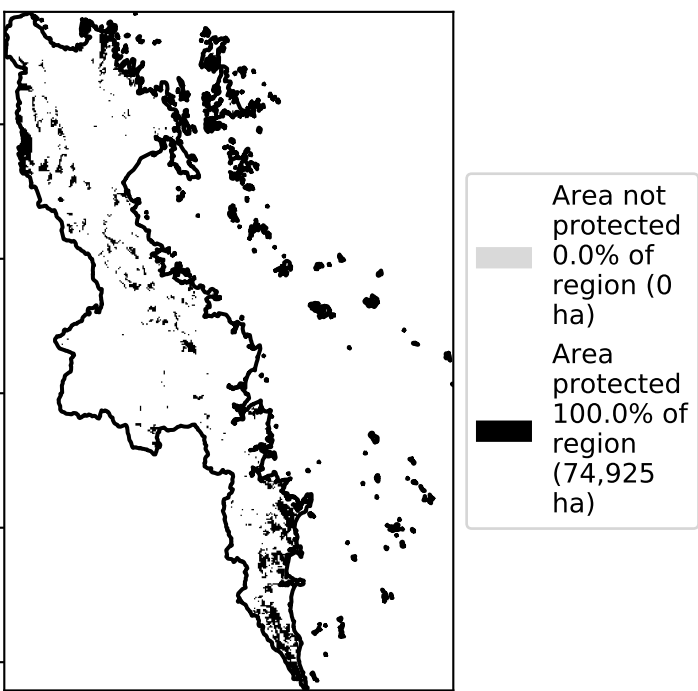 Area not
protected
0.0% of
region (0
ha)
Area
protected
100.0% of
region
(74,925
ha)